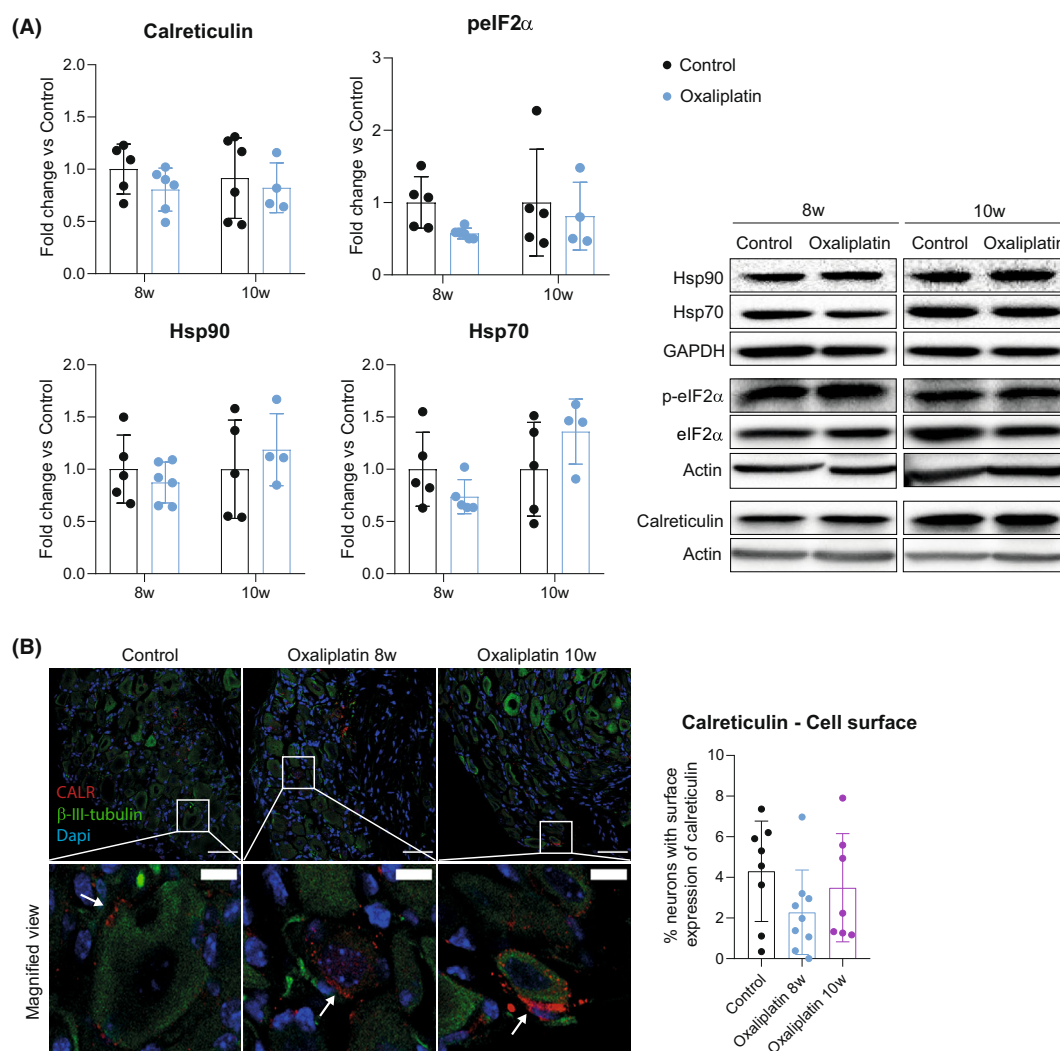 (A)
Calreticulin
Fold change vs Control
2.0
1.5
1.0
0.5
0.0
8w
10w
peIF2α
Fold change vs Control
3
2
1
0
8w
10w
Control
Oxaliplatin
Hsp90
Fold change vs Control
2.0
1.5
1.0
0.5
0.0
8w
10w
Hsp70
Fold change vs Control
2.0
1.5
1.0
0.5
0.0
8w
10w
8w 10w
Control Oxaliplatin Control Oxaliplatin
Hsp90
Hsp70
GAPDH
p-eIF2α
eIF2α
Actin
Calreticulin
Actin
(B)
Control Oxaliplatin 8w Oxaliplatin 10w
CALR
β-III-tubulin
Dapi
Magnified view
Calreticulin - Cell surface
% neurons with surface
expression of calreticulin
10
8
6
4
2
0
Control
Oxaliplatin 8w
Oxaliplatin 10w